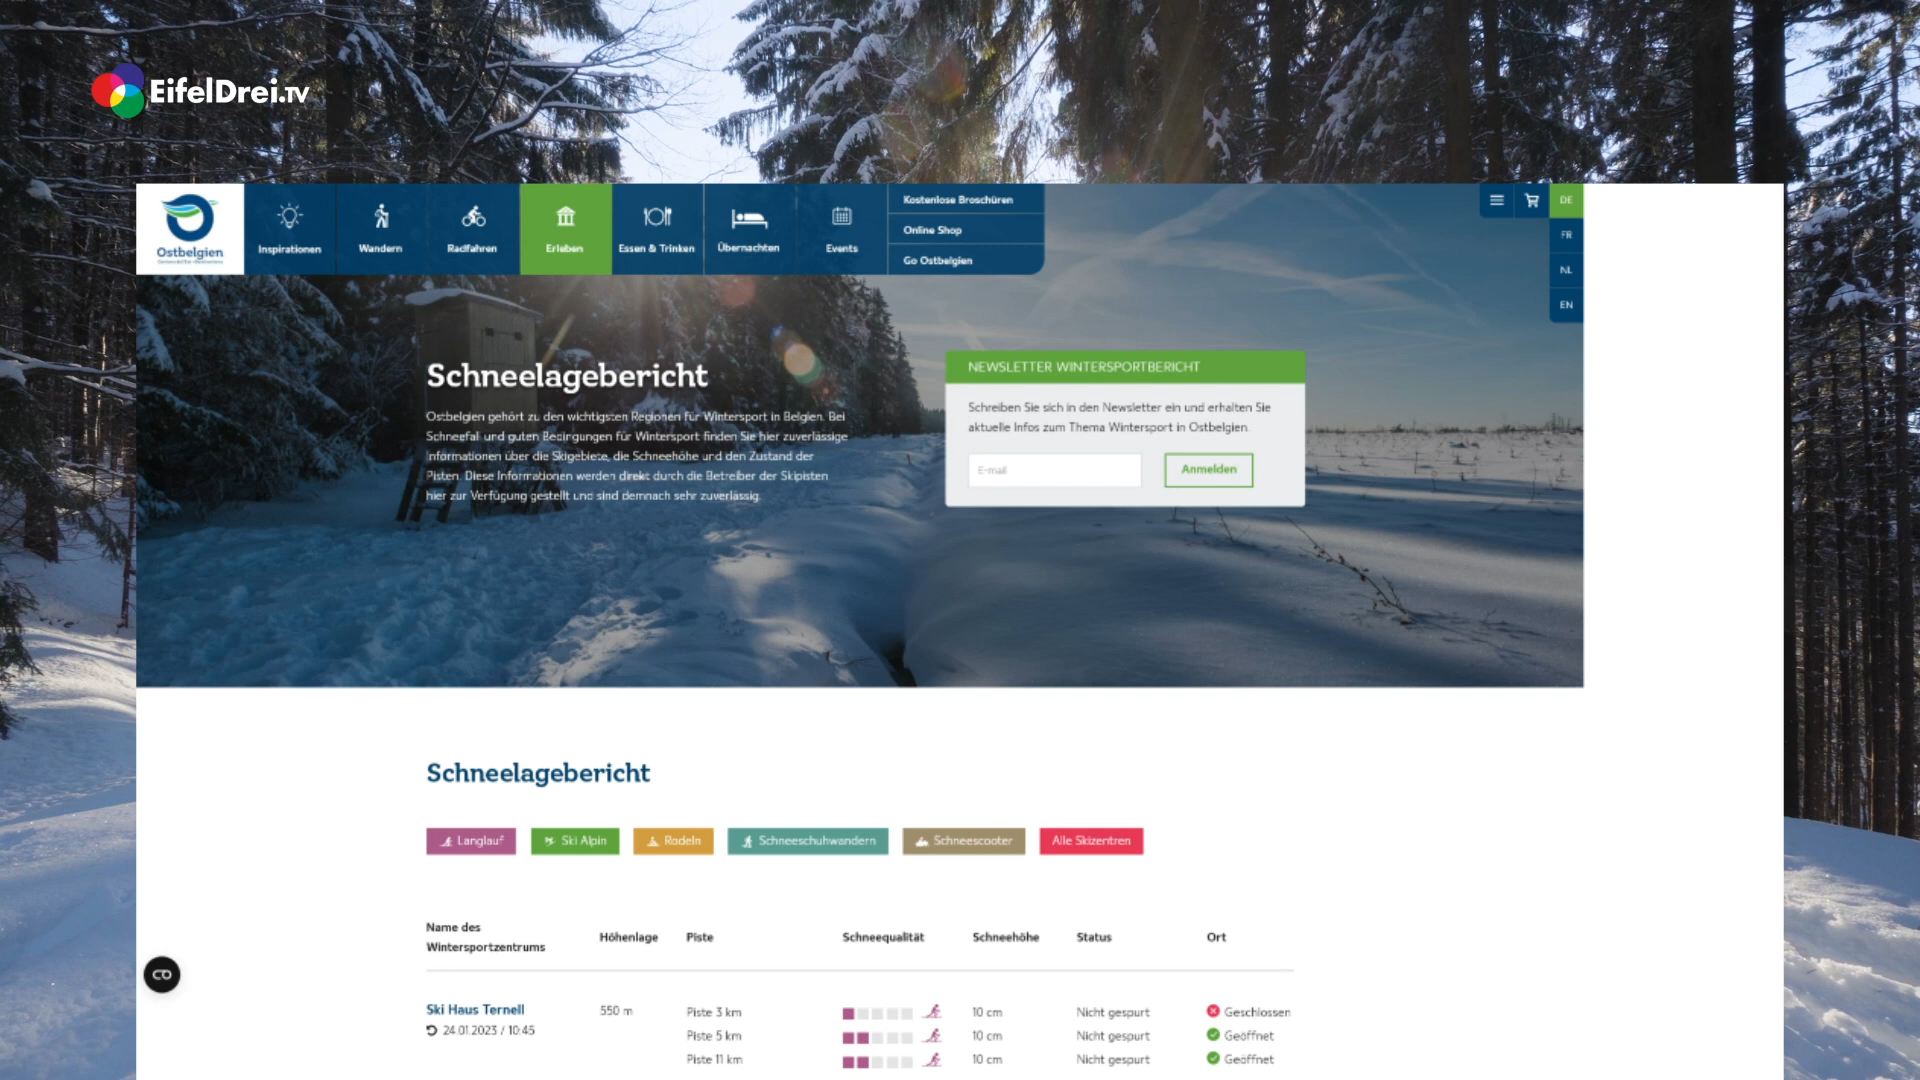 EifelDrei.TV
Ostbelgien
Inspirationen
Wandern
Radfahren
Erleben
Essen & Trinken
Übernachten
Events
Kostenlose Broschüren
Online Shop
Go Ostbelgien
DE
FR
NL
EN
Schneelagebericht
Ostbelgien gehört zu den wichtigsten Regionen für Wintersport in Belgien. Bei
Schneefall und guten Bedingungen für Wintersport finden Sie hier zuverlässige
Informationen über die Skigebiete, die Schneehöhe und den Zustand der
Pisten. Diese Informationen werden direkt durch die Betreiber der Skipisten
hier zur Verfügung gestellt und sind demnach sehr zuverlässig.
NEWSLETTER WINTERSPORTBERICHT
Schreiben Sie sich in den Newsletter ein und erhalten Sie
aktuelle Infos zum Thema Wintersport in Ostbelgien.
E-mail
Anmelden
Schneelagebericht
Langlauf
Ski Alpin
Rodeln
Schneeschuhwandern
Schneescooter
Alle Skizentren
Name des
Wintersportzentrums
Höhenlage
Piste
Schneequalität
Schneehöhe
Status
Ort
Ski Haus Ternell
24.01.2023 / 10:45
550 m
Piste 3 km 10 cm Nicht gespurt Geschlossen
Piste 5 km 10 cm Nicht gespurt Geöffnet
Piste 11 km 10 cm Nicht gespurt Geöffnet